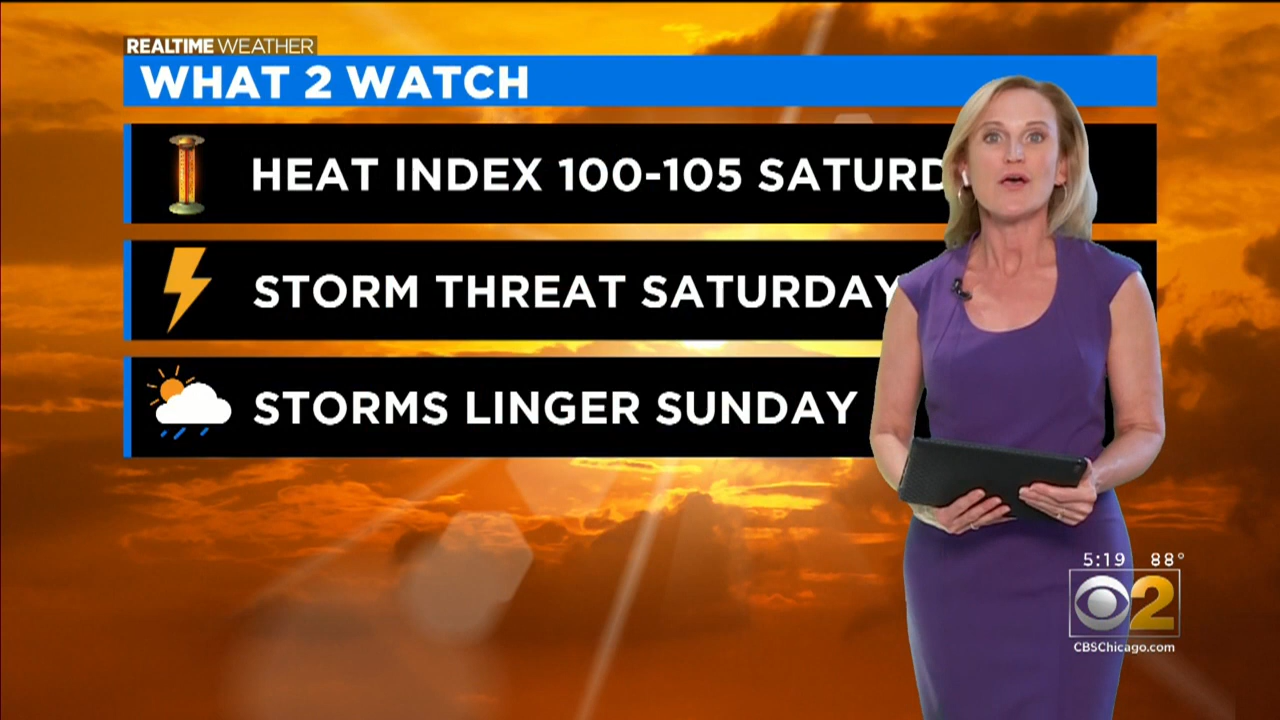 REALTIME WEATHER
WHAT 2 WATCH
HEAT INDEX 100-105 SATURD
STORM THREAT SATURDAY
STORMS LINGER SUNDAY
5:19 88°
2
CBSChicago.com